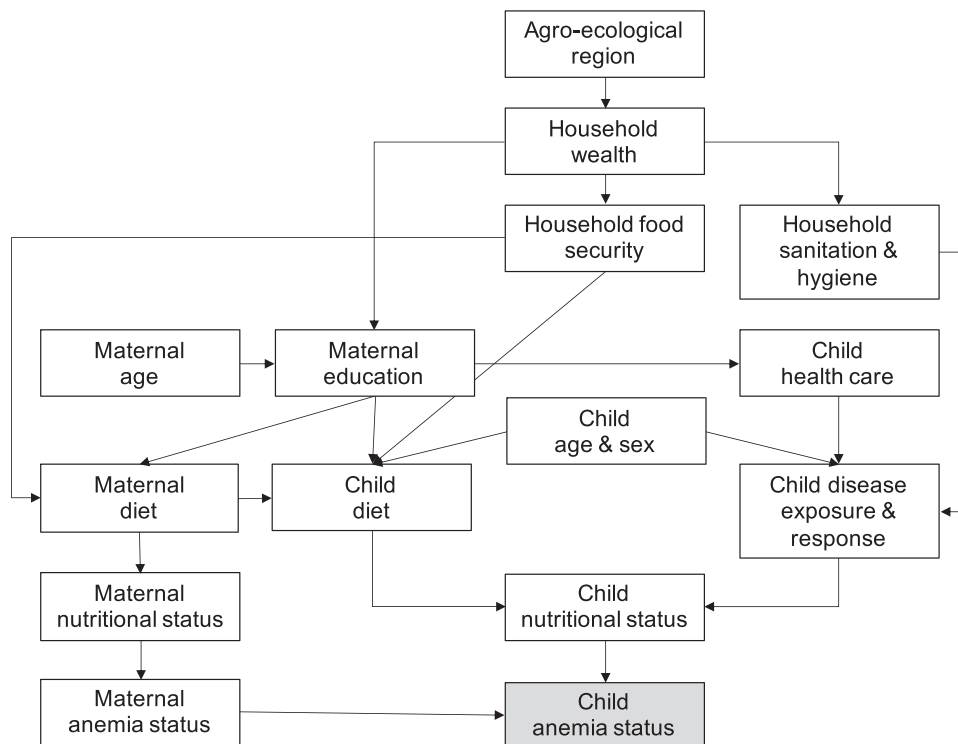 Agro-ecological
region
Household
wealth
Household food
security
Household
sanitation &
hygiene
Maternal
age
Maternal
education
Child
health care
Child
age & sex
Maternal
diet
Child
diet
Child disease
exposure &
response
Maternal
nutritional status
Child
nutritional status
Maternal
anemia status
Child
anemia status